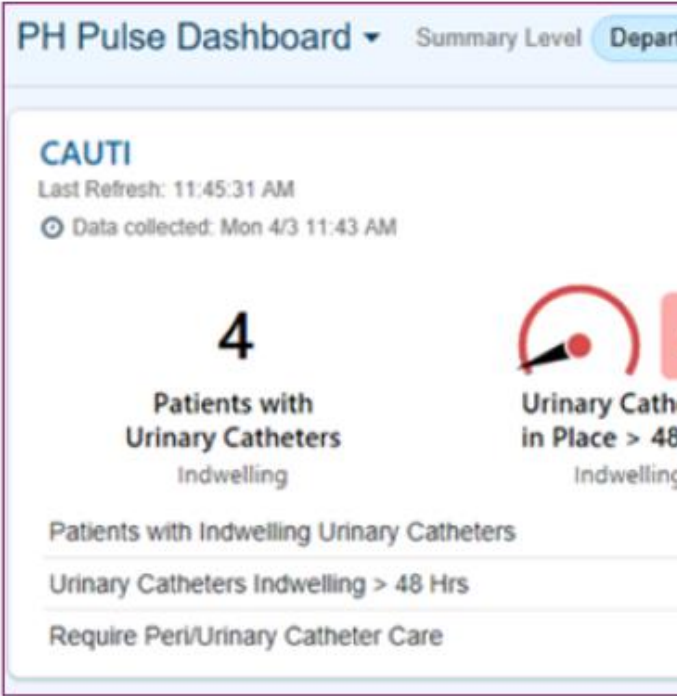 PH Pulse Dashboard Summary Level Depar
CAUTI
Last Refresh: 11:45:31 AM
Data collected: Mon 4/3 11:43 AM
4
Patients with
Urinary Catheters
Indwelling
Urinary Cath
in Place > 48
Indwelling
Patients with Indwelling Urinary Catheters
Urinary Catheters Indwelling > 48 Hrs
Require Peri/Urinary Catheter Care